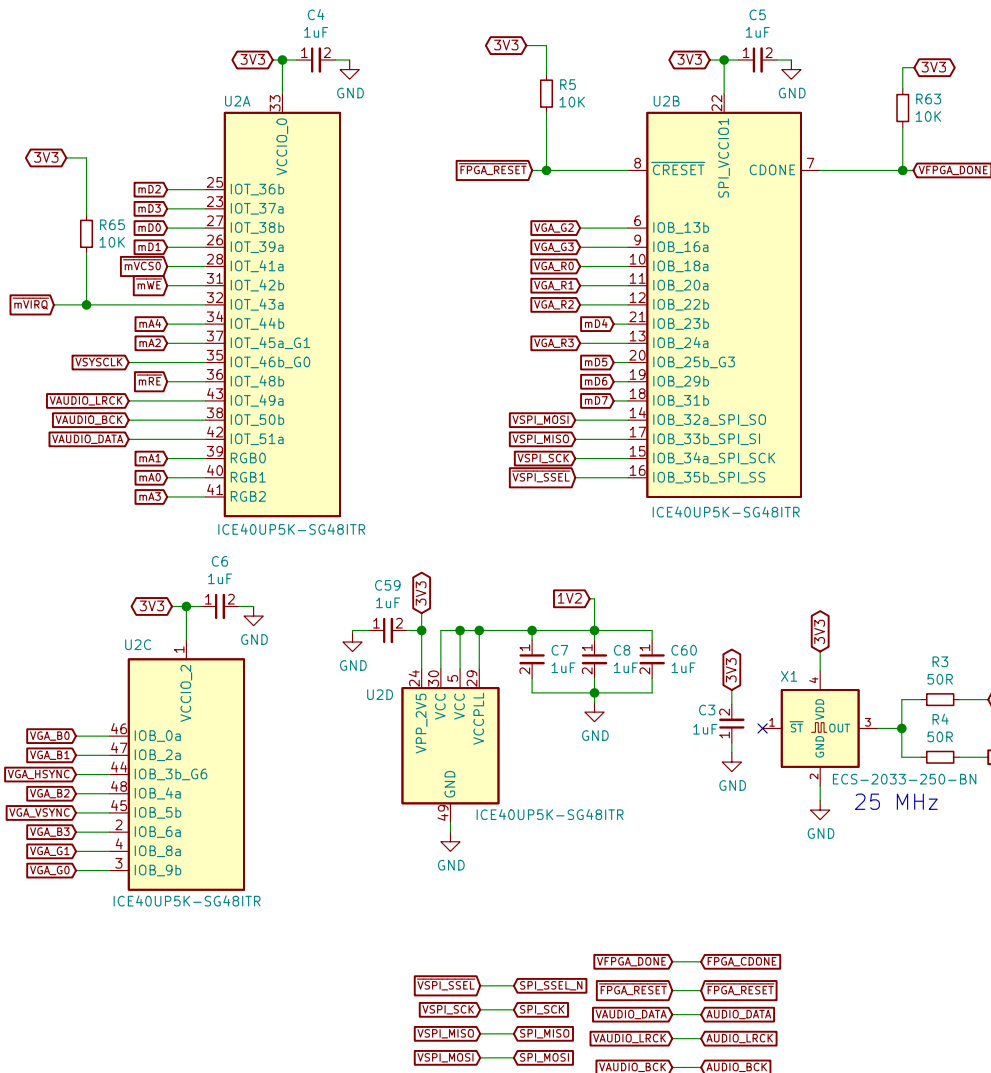 C4
1uF
3V3
1 2
GND
33
U2A
VCCIO_0
3V3
R65
10K
mD2 25 IOT_36b
mD3 23 IOT_37a
mD0 27 IOT_38b
mD1 26 IOT_39a
mVCS0 28 IOT_41a
mWE 31 IOT_42b
mVIRQ 32 IOT_43a
mA4 34 IOT_44b
mA2 37 IOT_45a_G1
VSYSCLK 35 IOT_46b_G0
mRE 36 IOT_48b
VAUDIO_LRCK 43 IOT_49a
VAUDIO_BCK 38 IOT_50b
VAUDIO_DATA 42 IOT_51a
mA1 39 RGB0
mA0 40 RGB1
mA3 41 RGB2
ICE40UP5K-SG48ITR
C5
1uF
3V3
3V3
1 2
GND
3V3
R5
10K
R63
10K
22
U2B
SPI_VCCIO1
FPGA_RESET 8 CRESET
CDONE 7 VFPGA_DONE
VGA_G2 6 IOB_13b
VGA_G3 9 IOB_16a
VGA_R0 10 IOB_18a
VGA_R1 11 IOB_20a
VGA_R2 12 IOB_22b
mD4 21 IOB_23b
VGA_R3 13 IOB_24a
mD5 20 IOB_25b_G3
mD6 19 IOB_29b
mD7 18 IOB_31b
VSPI_MOSI 14 IOB_32a_SPI_SO
VSPI_MISO 17 IOB_33b_SPI_SI
VSPI_SCK 15 IOB_34a_SPI_SCK
VSPI_SSEL 16 IOB_35b_SPI_SS
ICE40UP5K-SG48ITR
C6
1uF
3V3
1 2
GND
1
U2C
VCCIO_2
VGA_B0 46 IOB_0a
VGA_B1 47 IOB_2a
VGA_HSYNC 44 IOB_3b_G6
VGA_B2 48 IOB_4a
VGA_VSYNC 45 IOB_5b
VGA_B3 2 IOB_6a
VGA_G1 4 IOB_8a
VGA_G0 3 IOB_9b
ICE40UP5K-SG48ITR
C59
1uF
3V3
1 2
GND
1V2
1 2
C7
1uF
1 2
C8
1uF
1 2
C60
1uF
GND
U2D
24 VPP_2V5
30 VCC
5 VCC
29 VCCPLL
GND
49
ICE40UP5K-SG48ITR
GND
3V3
C3
1uF
2
1
GND
3V3
X1
4
VDD
1 ST
OUT 3
GND
2
GND
R3
50R
R4
50R
ECS-2033-250-BN
25 MHz
VSPI_SSEL SPI_SSEL_N
VSPI_SCK SPI_SCK
VSPI_MISO SPI_MISO
VSPI_MOSI SPI_MOSI
VFPGA_DONE FPGA_CDONE
FPGA_RESET FPGA_RESET
VAUDIO_DATA AUDIO_DATA
VAUDIO_LRCK AUDIO_LRCK
VAUDIO_BCK AUDIO_BCK